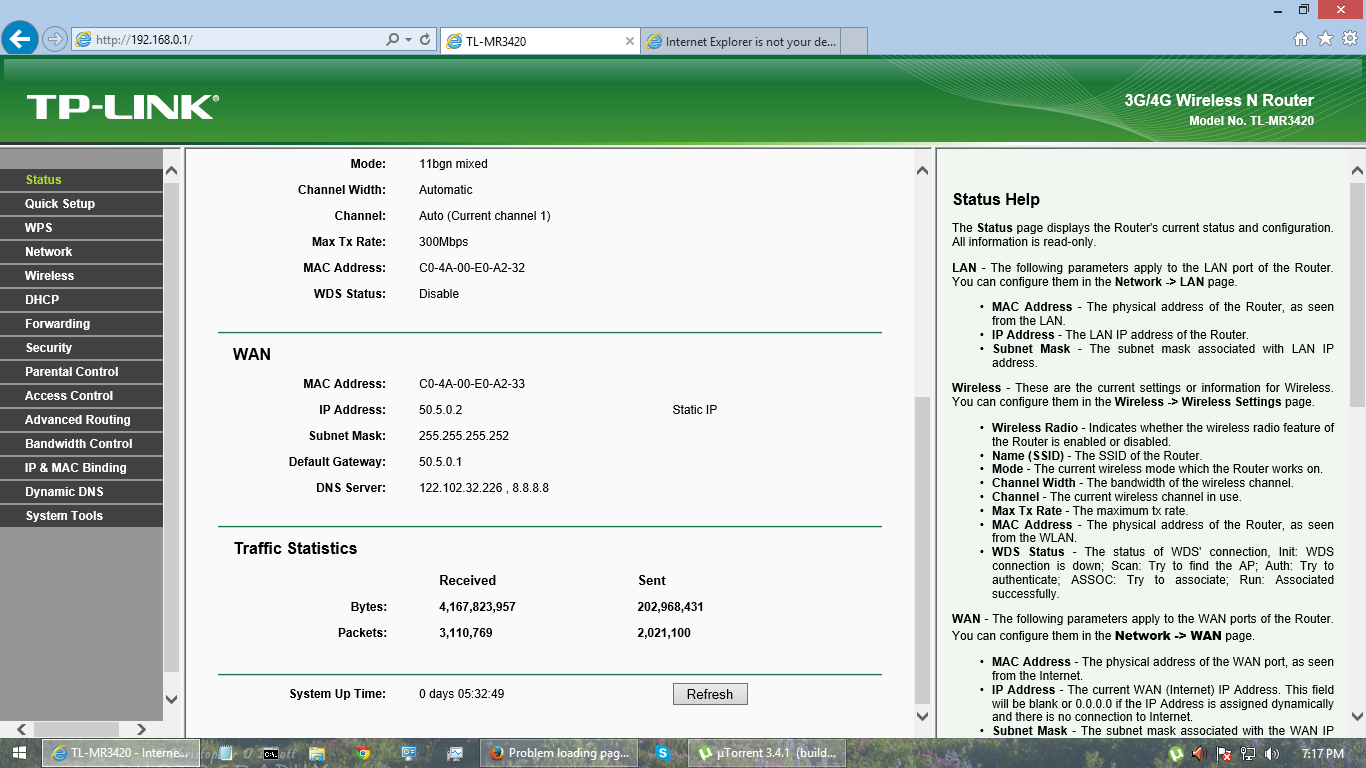 http://192.168.0.1/
TL-MR3420
Internet Explorer is not your de...
TP-LINK®
3G/4G Wireless N Router
Model No. TL-MR3420
Status
Quick Setup
WPS
Network
Wireless
DHCP
Forwarding
Security
Parental Control
Access Control
Advanced Routing
Bandwidth Control
IP & MAC Binding
Dynamic DNS
System Tools
Mode: 11bgn mixed
Channel Width: Automatic
Channel: Auto (Current channel 1)
Max Tx Rate: 300Mbps
MAC Address: C0-4A-00-E0-A2-32
WDS Status: Disable
WAN
MAC Address: C0-4A-00-E0-A2-33
IP Address: 50.5.0.2 Static IP
Subnet Mask: 255.255.255.252
Default Gateway: 50.5.0.1
DNS Server: 122.102.32.226 , 8.8.8.8
Traffic Statistics
Received Sent
Bytes: 4,167,823,957 202,968,431
Packets: 3,110,769 2,021,100
System Up Time: 0 days 05:32:49 Refresh
Status Help
The Status page displays the Router's current status and configuration.
All information is read-only.
LAN - The following parameters apply to the LAN port of the Router.
You can configure them in the Network -> LAN page.
• MAC Address - The physical address of the Router, as seen
from the LAN.
• IP Address - The LAN IP address of the Router.
• Subnet Mask - The subnet mask associated with LAN IP
address.
Wireless - These are the current settings or information for Wireless.
You can configure them in the Wireless -> Wireless Settings page.
• Wireless Radio - Indicates whether the wireless radio feature of
the Router is enabled or disabled.
• Name (SSID) - The SSID of the Router.
• Mode - The current wireless mode which the Router works on.
• Channel Width - The bandwidth of the wireless channel.
• Channel - The current wireless channel in use.
• Max Tx Rate - The maximum tx rate.
• MAC Address - The physical address of the Router, as seen
from the WLAN.
• WDS Status - The status of WDS' connection, Init: WDS
connection is down; Scan: Try to find the AP; Auth: Try to
authenticate; ASSOC: Try to associate; Run: Associated
successfully.
WAN - The following parameters apply to the WAN ports of the Router.
You can configure them in the Network -> WAN page.
• MAC Address - The physical address of the WAN port, as seen
from the Internet.
• IP Address - The current WAN (Internet) IP Address. This field
will be blank or 0.0.0.0 if the IP Address is assigned dynamically
and there is no connection to Internet.
• Subnet Mask - The subnet mask associated with the WAN IP
TL-MR3420 - Interne...
C:\
Problem loading pag...
µTorrent 3.4.1 (build...
7:17 PM